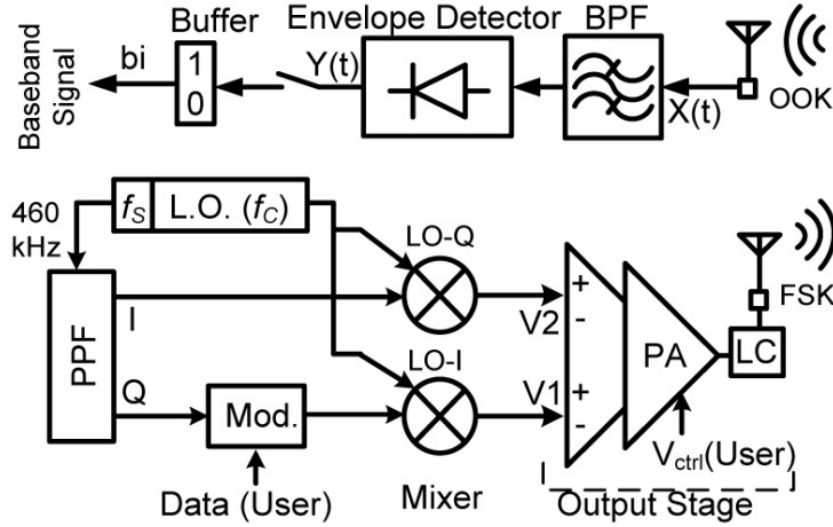 Buffer
Envelope Detector
BPF
Baseband
Signal
bi
1
0
Y(t)
X(t)
OOK
460
kHz
fS
L.O. (fC)
LO-Q
PPF
I
V2
+
-
FSK
LO-I
PA
LC
Q
Mod.
V1
+
-
Vctrl(User)
Data (User)
Mixer
Output Stage